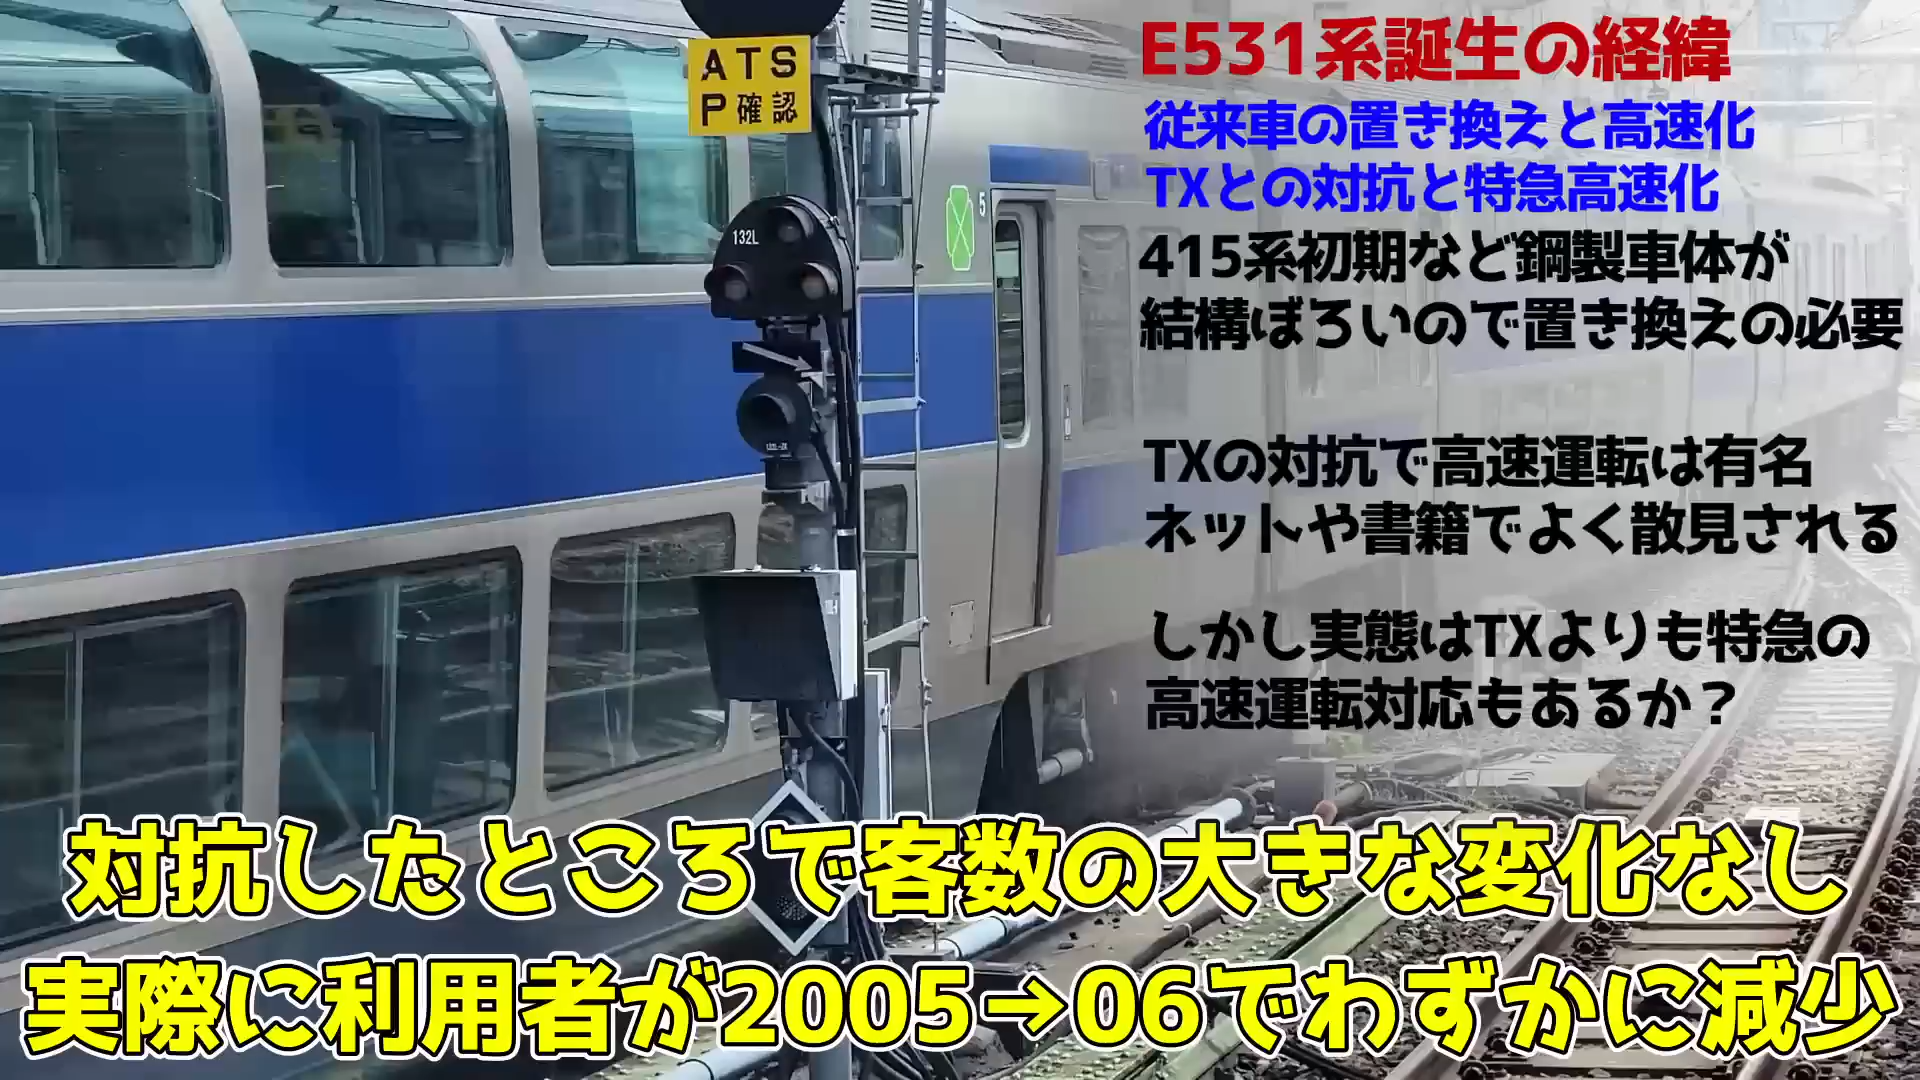 ATS
P確認
132L
5
E531系誕生の経緯
従来車の置き換えと高速化
TXとの対抗と特急高速化
415系初期など鋼製車体が
結構ぼろいので置き換えの必要
TXの対抗で高速運転は有名
ネットや書籍でよく散見される
しかし実態はTXよりも特急の
高速運転対応もあるか？
対抗したところで客数の大きな変化なし
実際に利用者が2005→06でわずかに減少